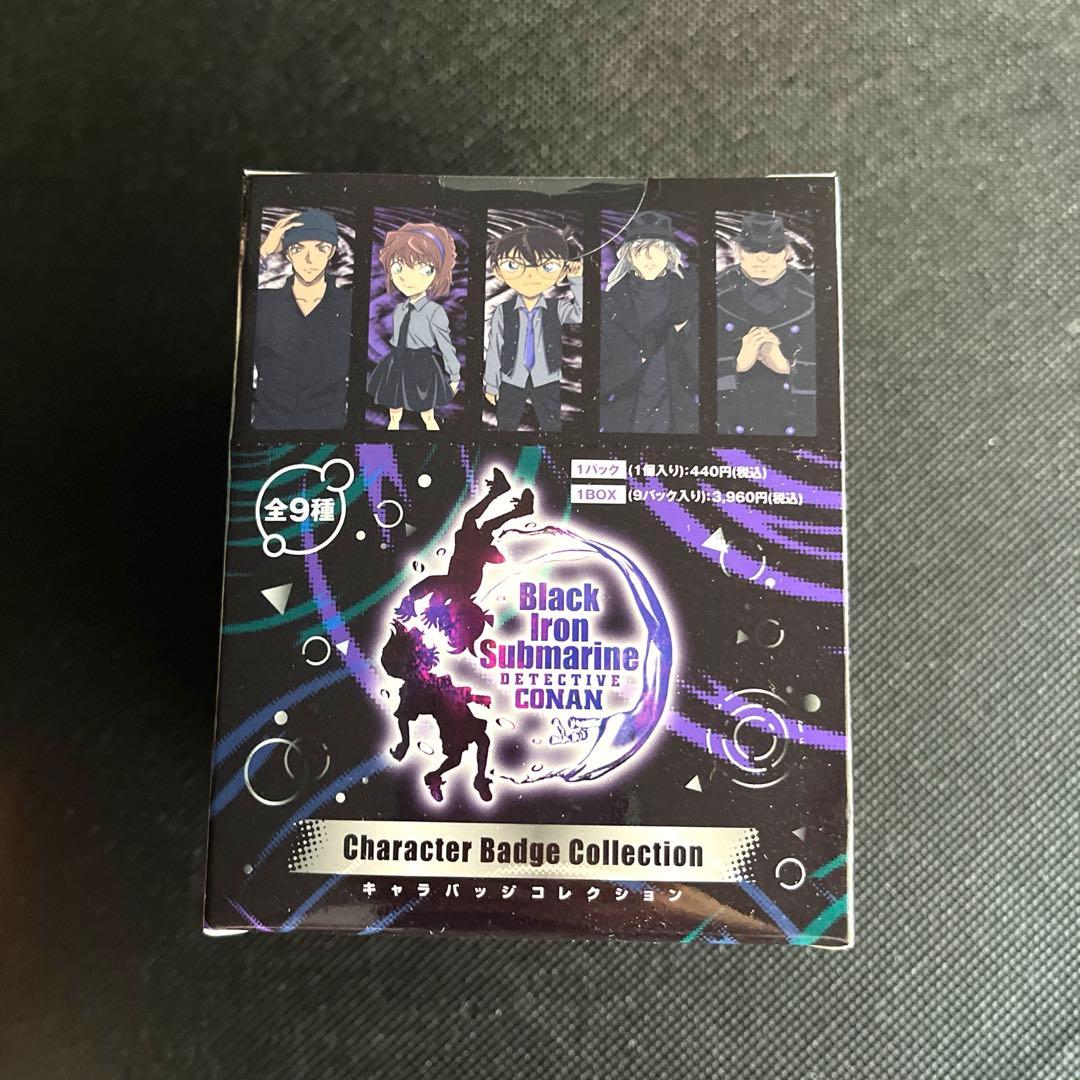 全9種
1パック (1個入り):440円(税込)
1BOX (9パック入り):3,960円(税込)
Black
Iron
Submarine
DETECTIVE
CONAN
Character Badge Collection
キャラバッジコレクション